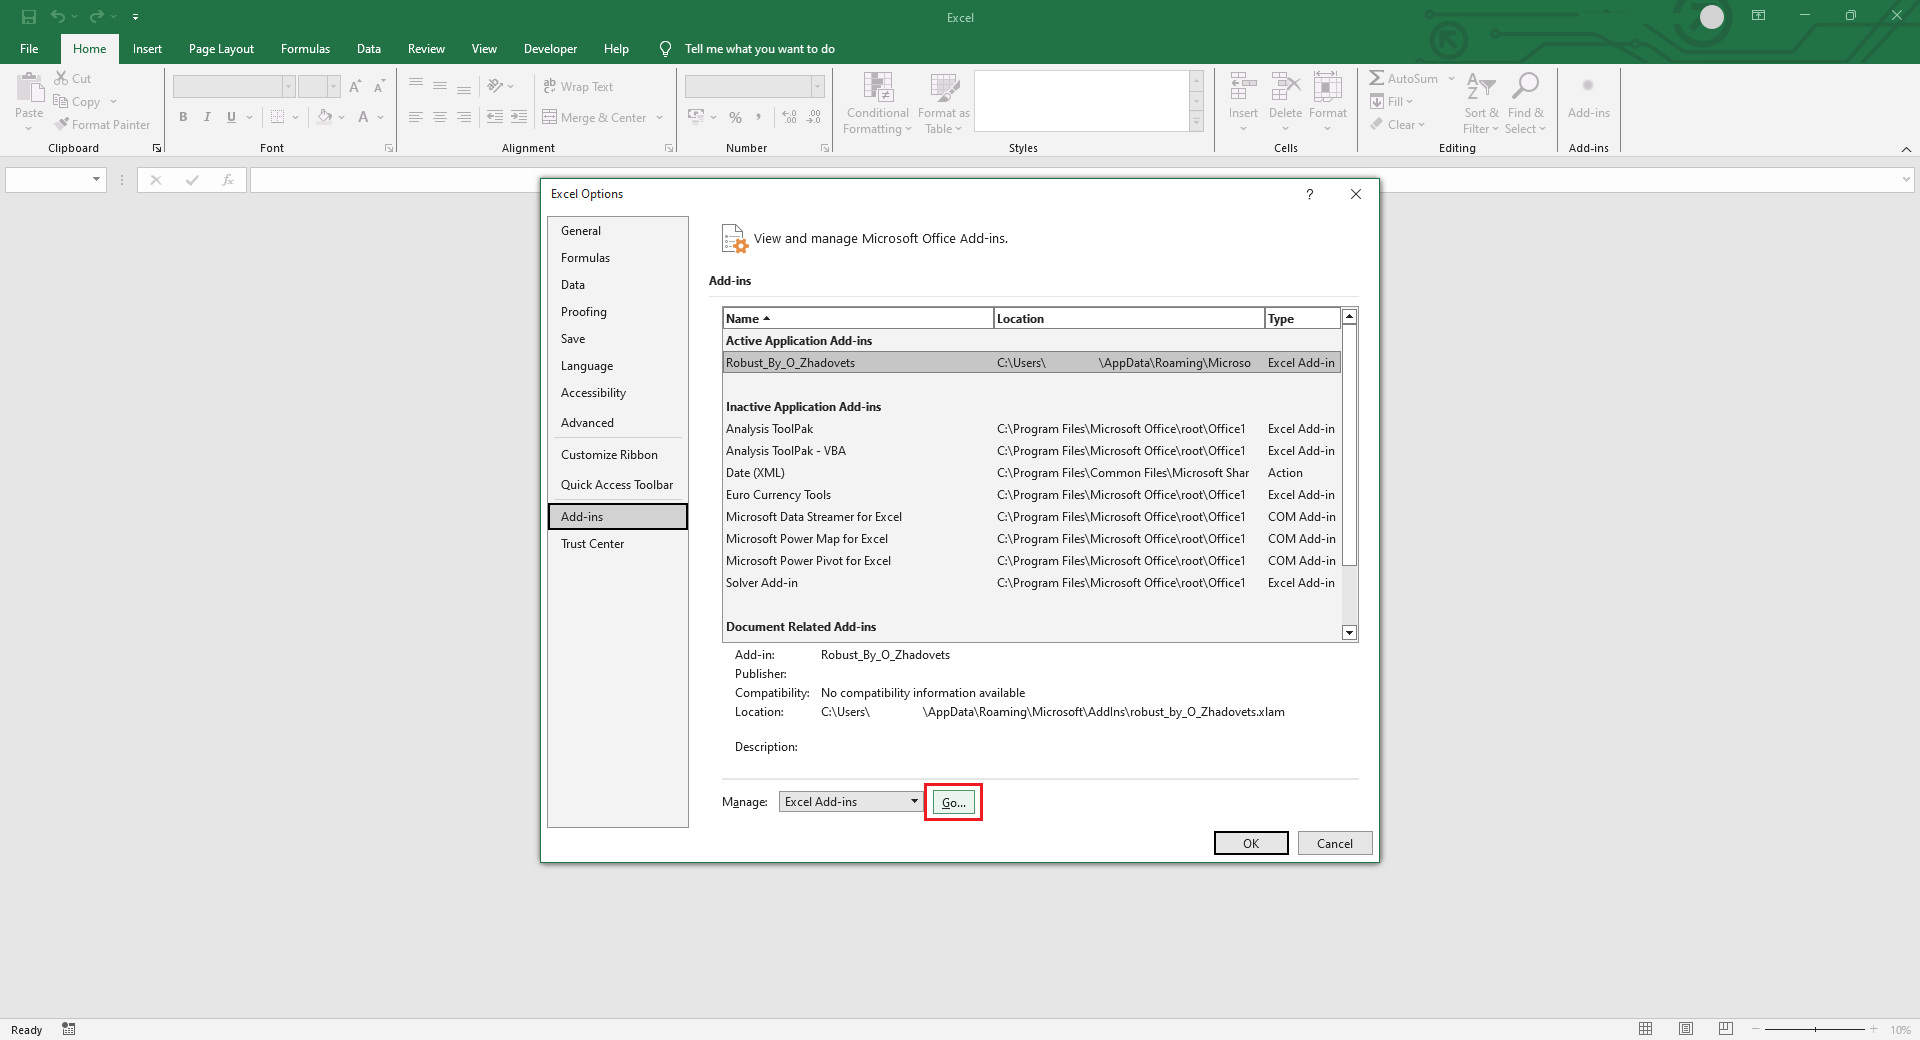 Excel
File Home Insert Page Layout Formulas Data Review View Developer Help Tell me what you want to do
Paste
Cut
Copy
Format Painter
Clipboard
B I U A A A
Font
Wrap Text
Merge & Center
Alignment
% , .00
Number
Conditional Formatting
Format as Table
Styles
Insert Delete Format
Cells
AutoSum
Fill
Clear
Sort & Filter
Find & Select
Editing
Add-ins
Add-ins
fx
Excel Options ?
General
Formulas
Data
Proofing
Save
Language
Accessibility
Advanced
Customize Ribbon
Quick Access Toolbar
Add-ins
Trust Center
View and manage Microsoft Office Add-ins.
Add-ins
Name Location Type
Active Application Add-ins
Robust_By_O_Zhadovets C:\Users\ \AppData\Roaming\Microso Excel Add-in
Inactive Application Add-ins
Analysis ToolPak C:\Program Files\Microsoft Office\root\Office1 Excel Add-in
Analysis ToolPak - VBA C:\Program Files\Microsoft Office\root\Office1 Excel Add-in
Date (XML) C:\Program Files\Common Files\Microsoft Shar Action
Euro Currency Tools C:\Program Files\Microsoft Office\root\Office1 Excel Add-in
Microsoft Data Streamer for Excel C:\Program Files\Microsoft Office\root\Office1 COM Add-in
Microsoft Power Map for Excel C:\Program Files\Microsoft Office\root\Office1 COM Add-in
Microsoft Power Pivot for Excel C:\Program Files\Microsoft Office\root\Office1 COM Add-in
Solver Add-in C:\Program Files\Microsoft Office\root\Office1 Excel Add-in
Document Related Add-ins
Add-in: Robust_By_O_Zhadovets
Publisher:
Compatibility: No compatibility information available
Location: C:\Users\ \AppData\Roaming\Microsoft\AddIns\robust_by_O_Zhadovets.xlam
Description:
Manage: Excel Add-ins Go...
OK Cancel
Ready 10%